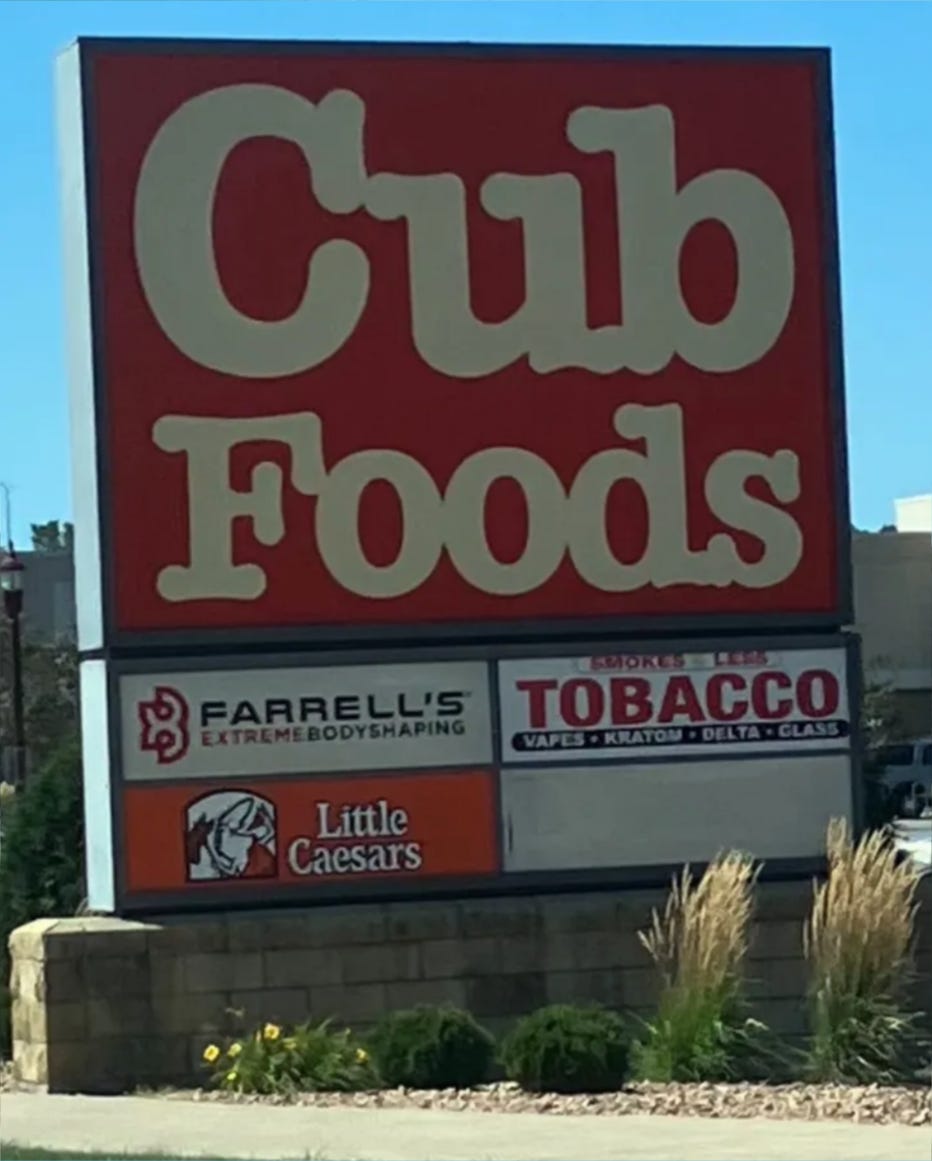 Cub
Foods
FARRELL'S
EXTREMEBODYSHAPING
SMOKES 4 LESS
TOBACCO
VAPES • KRATOM • DELTA • GLASS
Little
Caesars